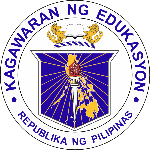 KAGAWARAN NG EDUKASYON
REPUBLIKA NG PILIPINAS